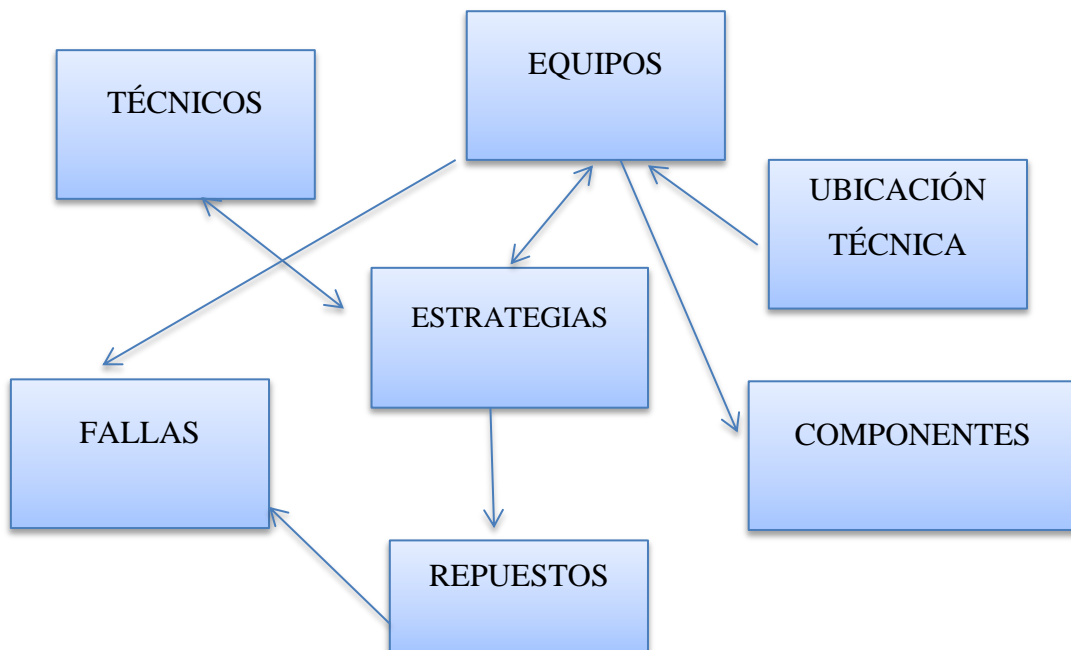 EQUIPOS
TÉCNICOS
UBICACIÓN
TÉCNICA
ESTRATEGIAS
FALLAS
COMPONENTES
REPUESTOS